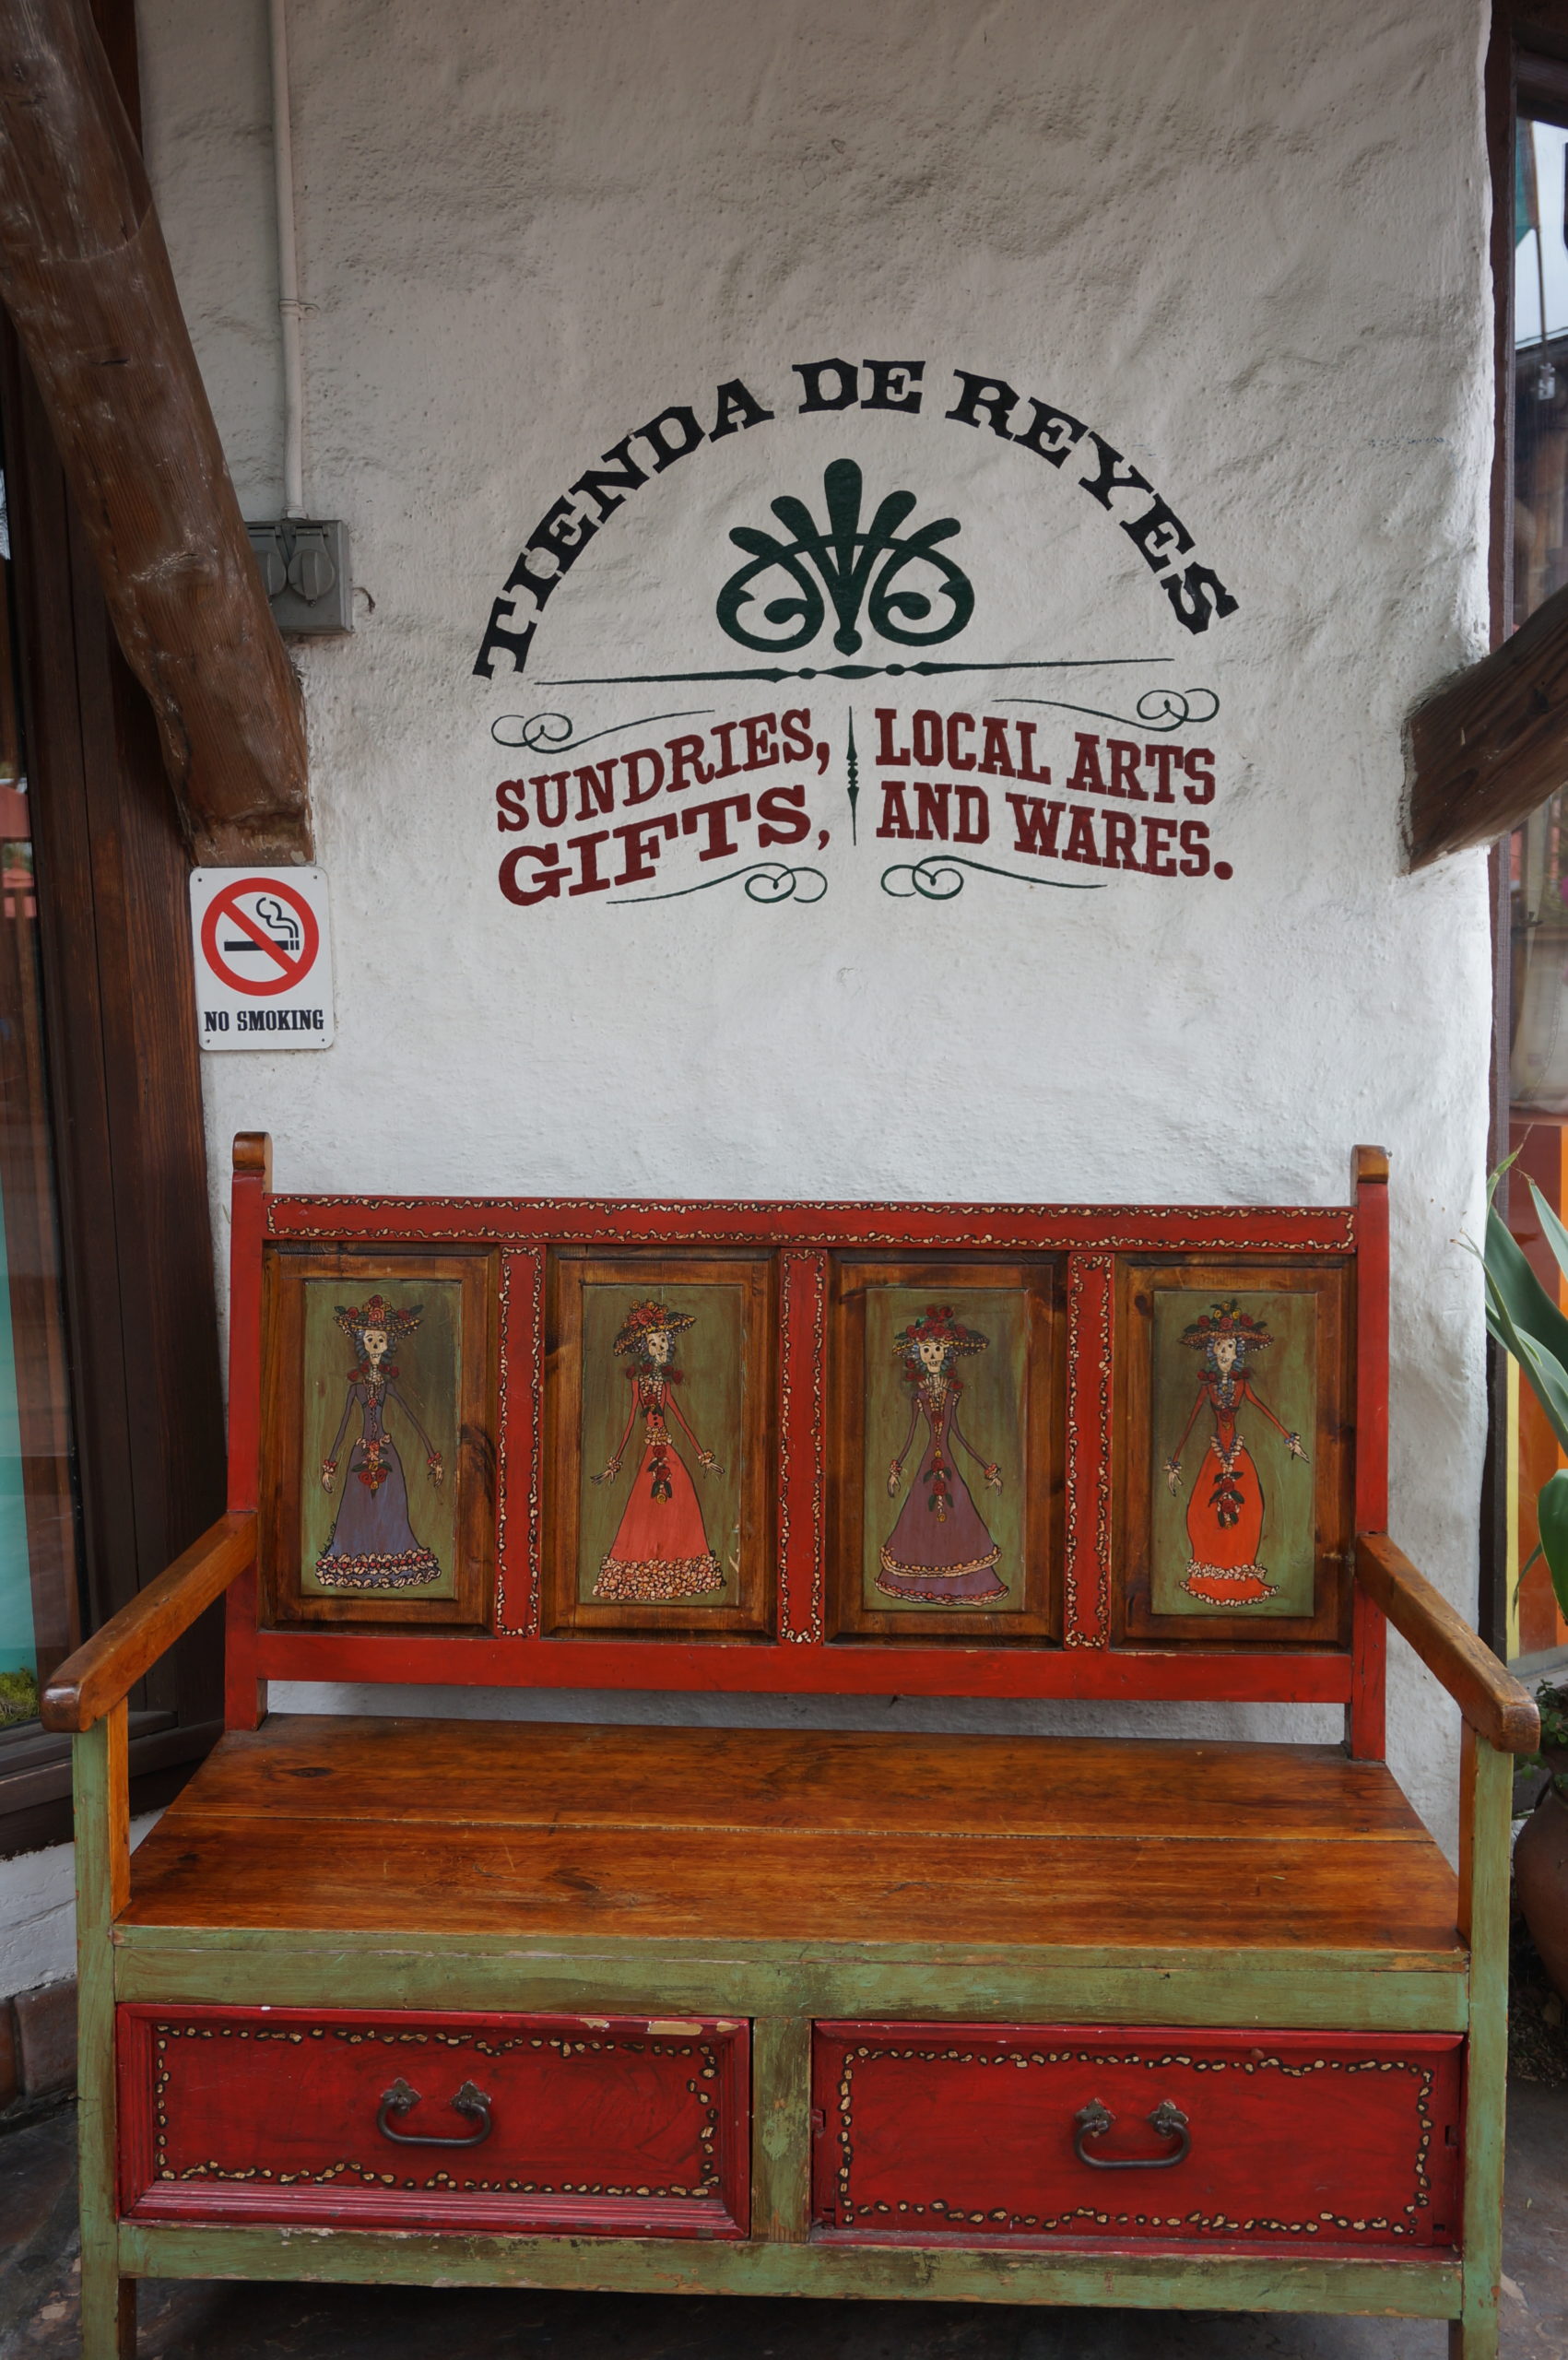 TIENDA DE REYES
SUNDRIES,
GIFTS,
LOCAL ARTS
AND WARES.
NO SMOKING